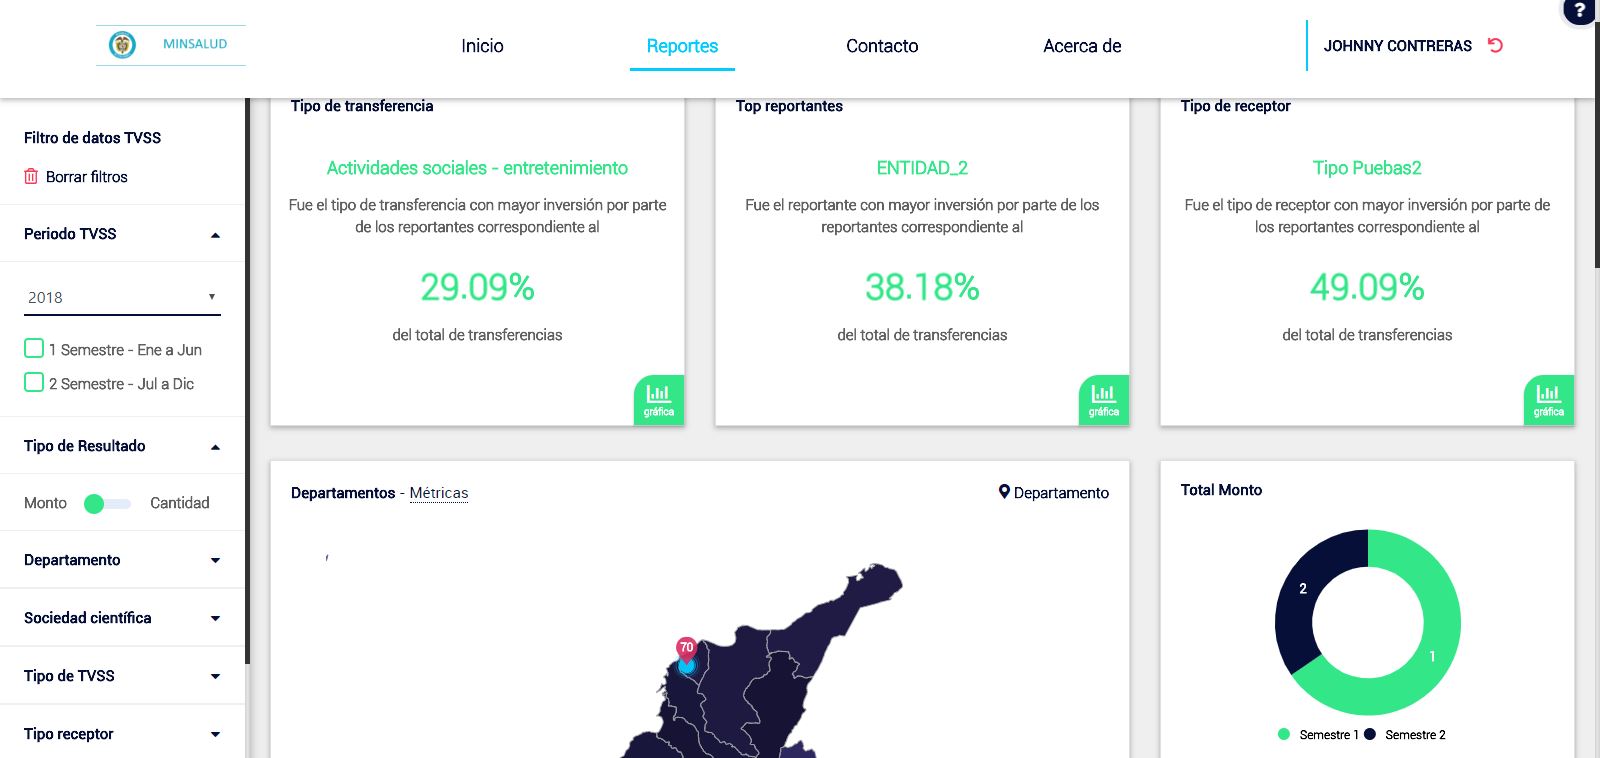 MINSALUD
Inicio
Reportes
Contacto
Acerca de
JOHNNY CONTRERAS
?
Filtro de datos TVSS
Borrar filtros
Periodo TVSS
2018
1 Semestre - Ene a Jun
2 Semestre - Jul a Dic
Tipo de Resultado
Monto
Cantidad
Departamento
Sociedad científica
Tipo de TVSS
Tipo receptor
Tipo de transferencia
Actividades sociales - entretenimiento
Fue el tipo de transferencia con mayor inversión por parte
de los reportantes correspondiente al
29.09%
del total de transferencias
gráfica
Top reportantes
ENTIDAD_2
Fue el reportante con mayor inversión por parte de los
reportantes correspondiente al
38.18%
del total de transferencias
gráfica
Tipo de receptor
Tipo Puebas2
Fue el tipo de receptor con mayor inversión por parte de
los reportantes correspondiente al
49.09%
del total de transferencias
gráfica
Departamentos - Métricas
Departamento
70
Total Monto
2
1
Semestre 1
Semestre 2